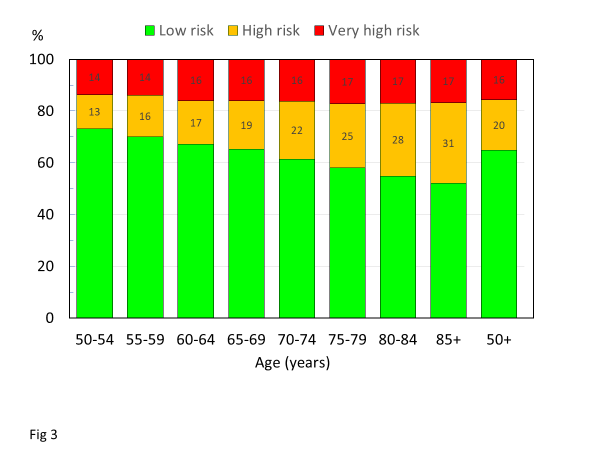 Low risk High risk Very high risk
%
100
14 14 16 16 16 17 17 17 16
80
13 16 17 19 22 25 28 31 20
60
40
20
0
50-54 55-59 60-64 65-69 70-74 75-79 80-84 85+ 50+
Age (years)
Fig 3